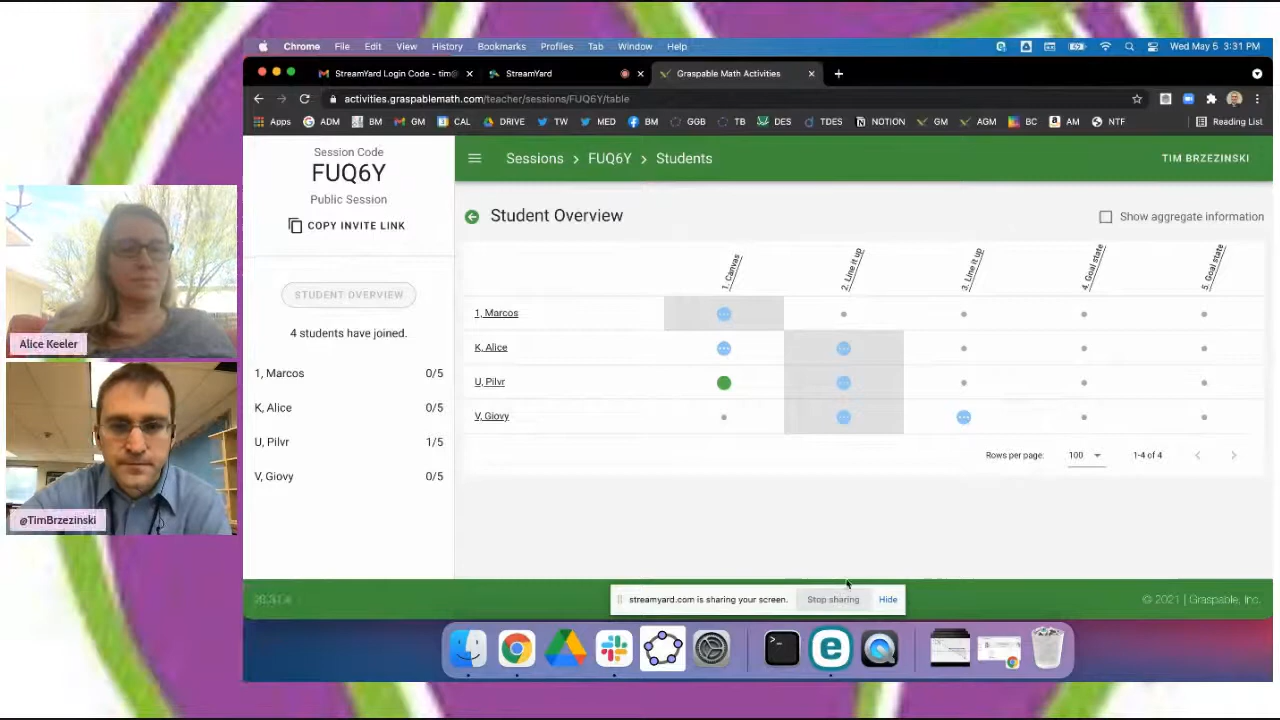 Chrome File Edit View History Bookmarks Profiles Tab Window Help
Wed May 5 3:31 PM
StreamYard Login Code - tim@
StreamYard
Graspable Math Activities
activities.graspablemath.com/teacher/sessions/FUQ6Y/table
Apps ADM BM GM CAL DRIVE TW MED BM GGB TB DES TDES NOTION GM AGM BC AM NTF Reading List
Session Code
FUQ6Y
Public Session
COPY INVITE LINK
STUDENT OVERVIEW
4 students have joined.
1, Marcos 0/5
K, Alice 0/5
U, Pilvr 1/5
V, Giovy 0/5
Sessions > FUQ6Y > Students
TIM BRZEZINSKI
Student Overview
Show aggregate information
1. Canvas
2. Line it up
3. Line it up
4. Goal state
5. Goal state
1, Marcos
K, Alice
U, Pilvr
V, Giovy
Rows per page: 100 1-4 of 4
© 2021 | Graspable, Inc.
streamyard.com is sharing your screen. Stop sharing Hide
Alice Keeler
@TimBrzezinski